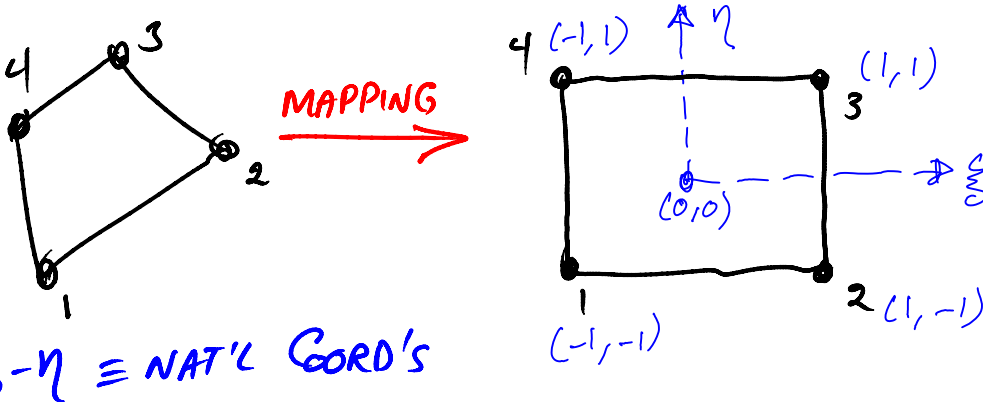 4 3
2
1
MAPPING
4 (-1,1) η (1,1)
3
ξ
(0,0)
1 2 (1,-1)
(-1,-1)
-η ≡ NAT'L COORD'S